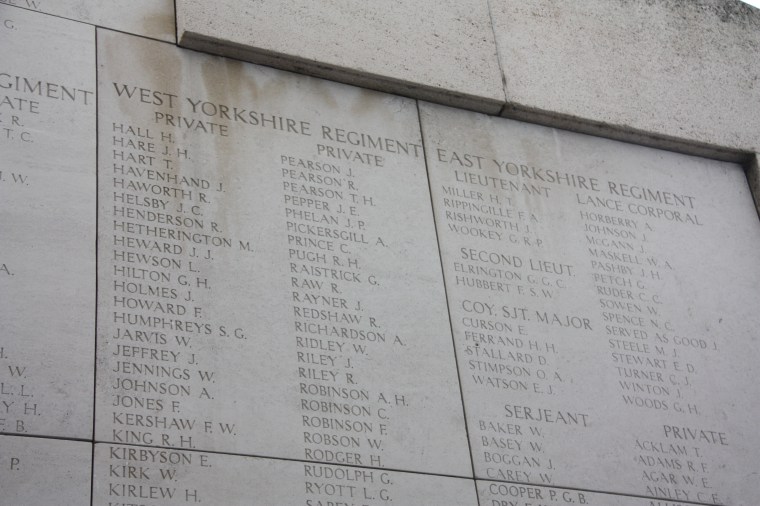 W
G.
GIMENT
ATE
R.
T. C.
J. W.
A.
H.
W.
L. L.
Y H.
E. B.
P.
WEST YORKSHIRE REGIMENT
PRIVATE
HALL H.
HARE J. H.
HART T.
HAVENHAND J.
HAWORTH R.
HELSBY J. C.
HENDERSON R.
HETHERINGTON M.
HEWARD J. J.
HEWSON L.
HILTON G. H.
HOLMES J.
HOWARD F.
HUMPHREYS S. G.
JARVIS W.
JEFFREY J.
JENNINGS W.
JOHNSON A.
JONES F.
KERSHAW F. W.
KING R. H.
KIRBYSON E.
KIRK W.
KIRLEW H.
PRIVATE
PEARSON J.
PEARSON R.
PEARSON T. H.
PEPPER J. E.
PHELAN J. P.
PICKERSGILL A.
PRINCE C.
PUGH R. H.
RAISTRICK G.
RAW R.
RAYNER J.
REDSHAW R.
RICHARDSON A.
RIDLEY W.
RILEY J.
RILEY R.
ROBINSON A. H.
ROBINSON C.
ROBINSON F.
ROBSON W.
RODGER H.
RUDOLPH G.
RYOTT L. G.
EAST YORKSHIRE REGIMENT
LIEUTENANT
MILLER H. T.
RIPPINGILLE F. A.
RISHWORTH J.
WOOKEY G. R. P.
SECOND LIEUT.
ELRINGTON G. G. C.
HUBBERT F. S. W.
COY. SJT. MAJOR
CURSON E.
FERRAND H. H.
STALLARD D.
STIMPSON O. A.
WATSON E. J.
SERJEANT
BAKER W.
BASEY W.
BOGGAN J.
CAREY W.
COOPER P. G. B.
LANCE CORPORAL
HORBERRY A.
JOHNSON J.
McGANN J.
MASKELL W. A.
PASHBY J. H.
PETCH G.
RUDER C. C.
SOWEN W.
SPENCE N. C.
SERVED AS GOOD J.
STEELE M. J.
STEWART E. D.
TURNER C. J.
WINTON J.
WOODS G. H.
PRIVATE
ACKLAM T.
ADAMS R. F.
AGAR W. E.
AINLEY C. E.